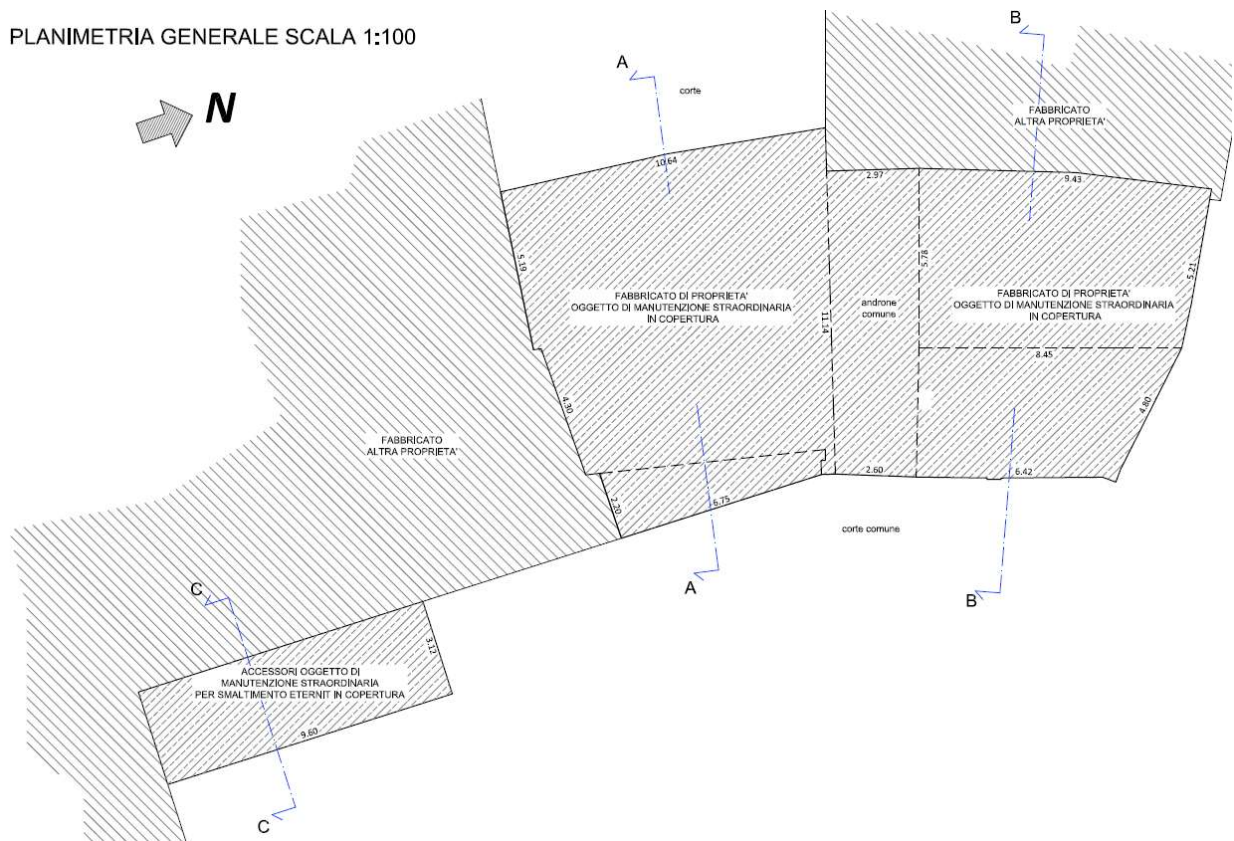 PLANIMETRIA GENERALE SCALA 1:100
N
A
corte
B
FABBRICATO
ALTRA PROPRIETA'
10.64
2.97
9.43
5.19
5.78
5.21
FABBRICATO DI PROPRIETA'
OGGETTO DI MANUTENZIONE STRAORDINARIA
IN COPERTURA
11.14
androne
comune
FABBRICATO DI PROPRIETA'
OGGETTO DI MANUTENZIONE STRAORDINARIA
IN COPERTURA
8.45
4.30
4.80
FABBRICATO
ALTRA PROPRIETA'
2.20
6.75
2.60
6.42
corte comune
A
B
C
3.12
ACCESSORI OGGETTO DI
MANUTENZIONE STRAORDINARIA
PER SMALTIMENTO ETERNIT IN COPERTURA
9.60
C